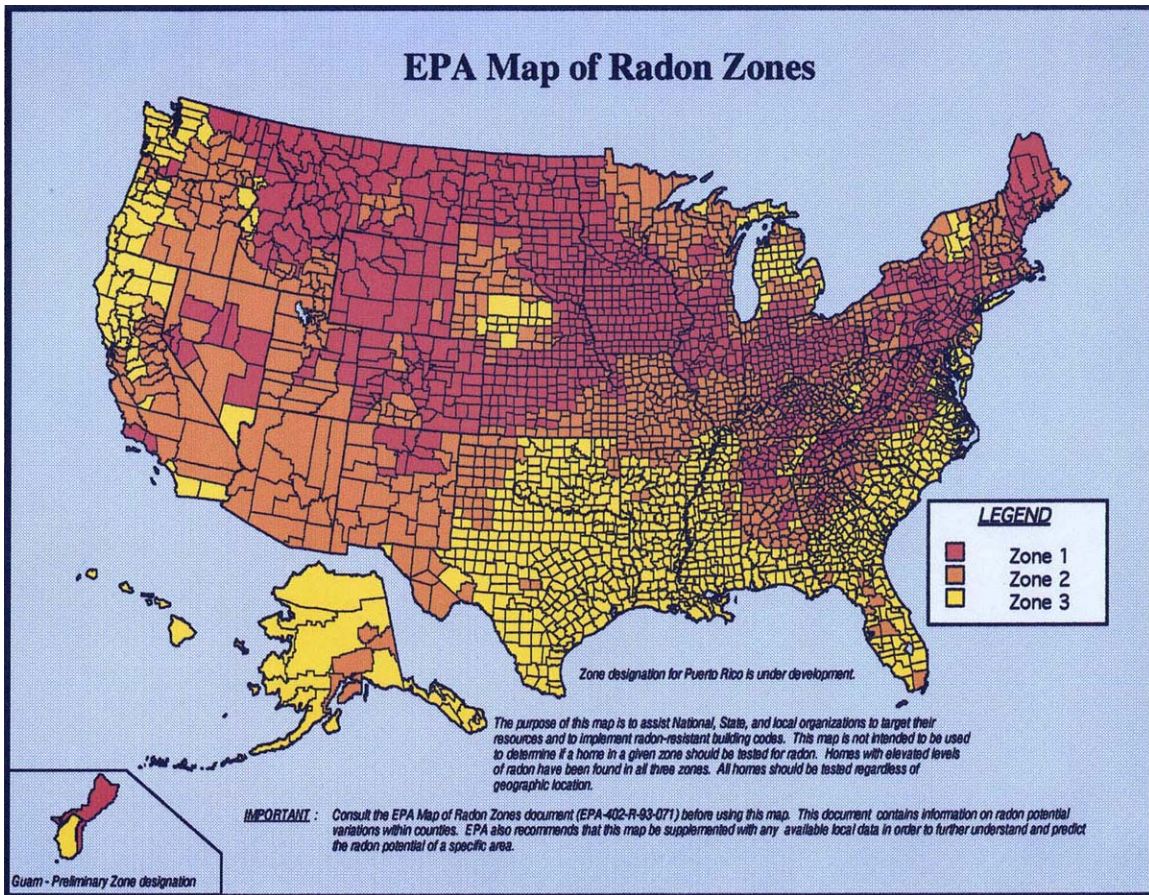 EPA Map of Radon Zones
LEGEND
Zone 1
Zone 2
Zone 3
Zone designation for Puerto Rico is under development.
The purpose of this map is to assist National, State, and local organizations to target their
resources and to implement radon-resistant building codes. This map is not intended to be used
to determine if a home in a given zone should be tested for radon. Homes with elevated levels
of radon have been found in all three zones. All homes should be tested regardless of
geographic location.
IMPORTANT : Consult the EPA Map of Radon Zones document (EPA-402-R-93-071) before using this map. This document contains information on radon potential
variations within counties. EPA also recommends that this map be supplemented with any available local data in order to further understand and predict
the radon potential of a specific area.
Guam - Preliminary Zone designation